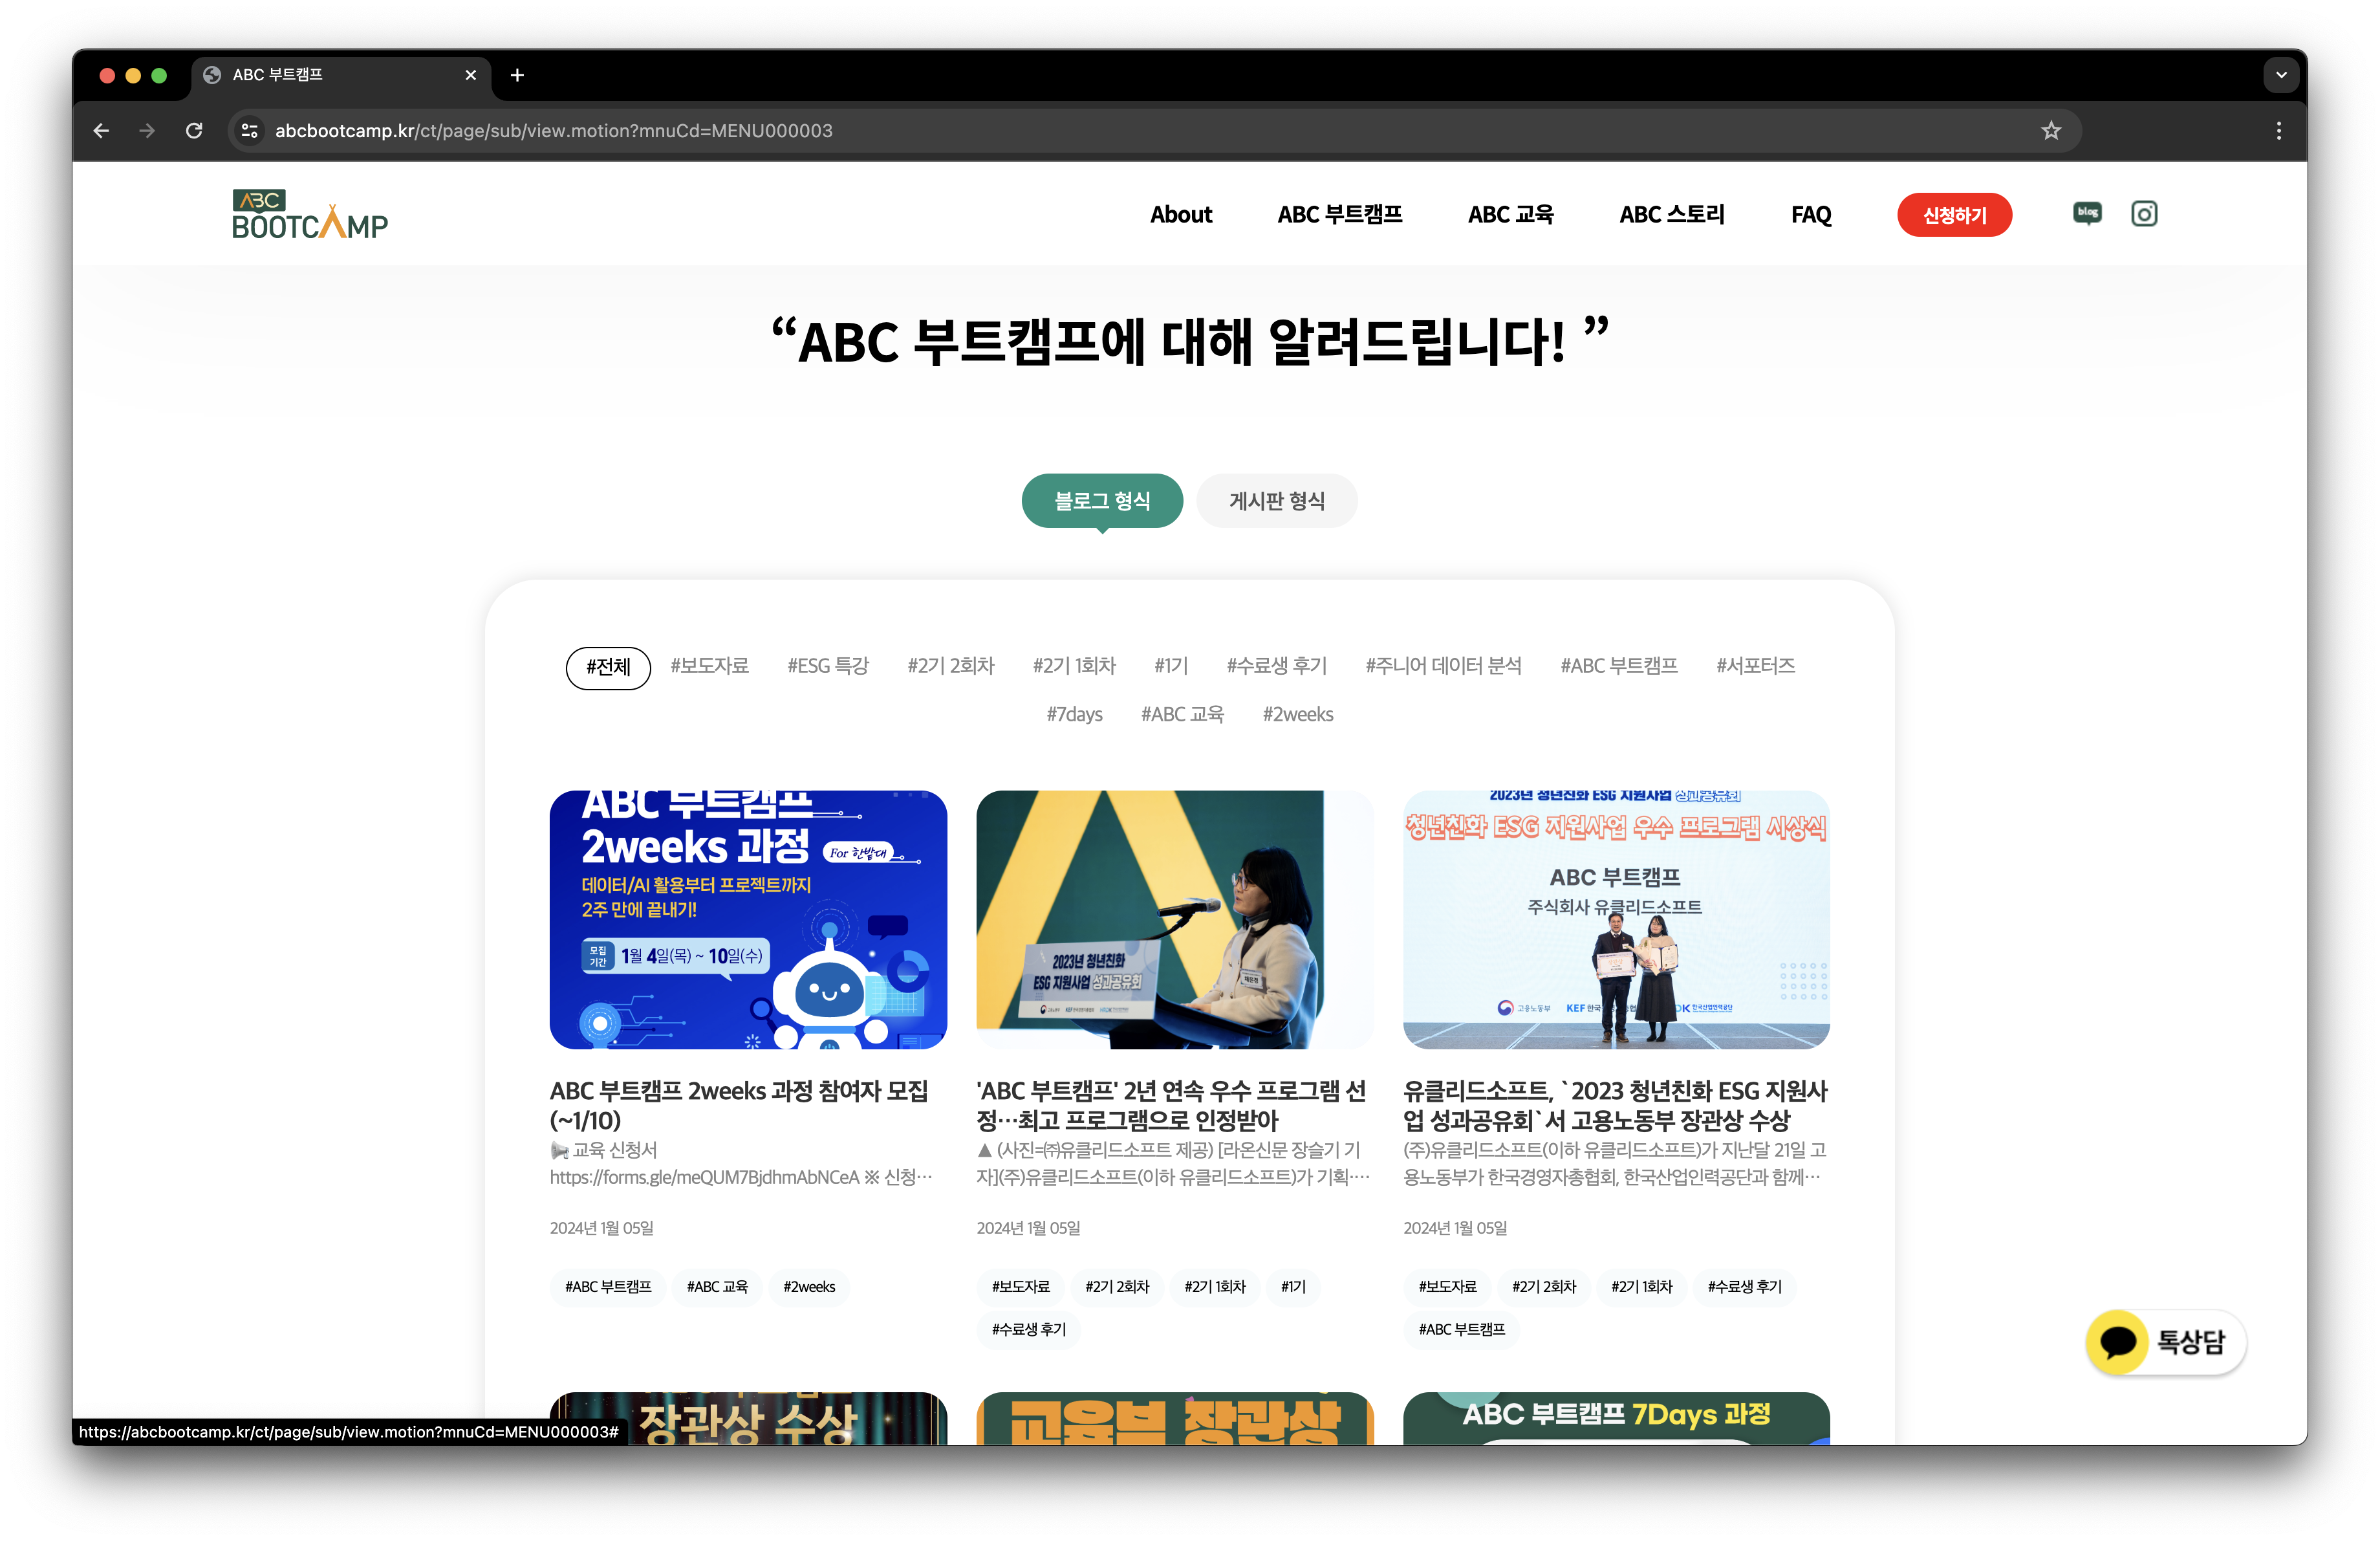 ABC 부트캠프
abcbootcamp.kr/ct/page/sub/view.motion?mnuCd=MENU000003
ABC
BOOTCAMP
About
ABC 부트캠프
ABC 교육
ABC 스토리
FAQ
신청하기
blog
“ABC 부트캠프에 대해 알려드립니다! ”
블로그 형식
게시판 형식
#전체 #보도자료 #ESG 특강 #2기 2회차 #2기 1회차 #1기 #수료생 후기 #주니어 데이터 분석 #ABC 부트캠프 #서포터즈
#7days #ABC 교육 #2weeks
ABC 부트캠프
2weeks 과정 For 한밭대
데이터/AI 활용부터 프로젝트까지
2주 만에 끝내기!
모집
기간
1월 4일(목) ~ 10일(수)
ABC 부트캠프 2weeks 과정 참여자 모집
(~1/10)
교육 신청서
https://forms.gle/meQUM7BjdhmAbNCeA ※ 신청…
2024년 1월 05일
#ABC 부트캠프 #ABC 교육 #2weeks
2023년 청년친화
ESG 지원사업 성과공유회
'ABC 부트캠프' 2년 연속 우수 프로그램 선
정…최고 프로그램으로 인정받아
▲ (사진=㈜유클리드소프트 제공) [라온신문 장슬기 기
자](주)유클리드소프트(이하 유클리드소프트)가 기획·…
2024년 1월 05일
#보도자료 #2기 2회차 #2기 1회차 #1기
#수료생 후기
2023년 청년친화 ESG 지원사업 성과공유회
청년친화 ESG 지원사업 우수 프로그램 시상식
ABC 부트캠프
주식회사 유클리드소프트
고용노동부
KEF 한국
한국산업인력공단
유클리드소프트, `2023 청년친화 ESG 지원사
업 성과공유회` 서 고용노동부 장관상 수상
(주)유클리드소프트(이하 유클리드소프트)가 지난달 21일 고
용노동부가 한국경영자총협회, 한국산업인력공단과 함께…
2024년 1월 05일
#보도자료 #2기 2회차 #2기 1회차 #수료생 후기
#ABC 부트캠프
톡상담
장관상 수상
교육부 장관상
ABC 부트캠프 7Days 과정
https://abcbootcamp.kr/ct/page/sub/view.motion?mnuCd=MENU000003#